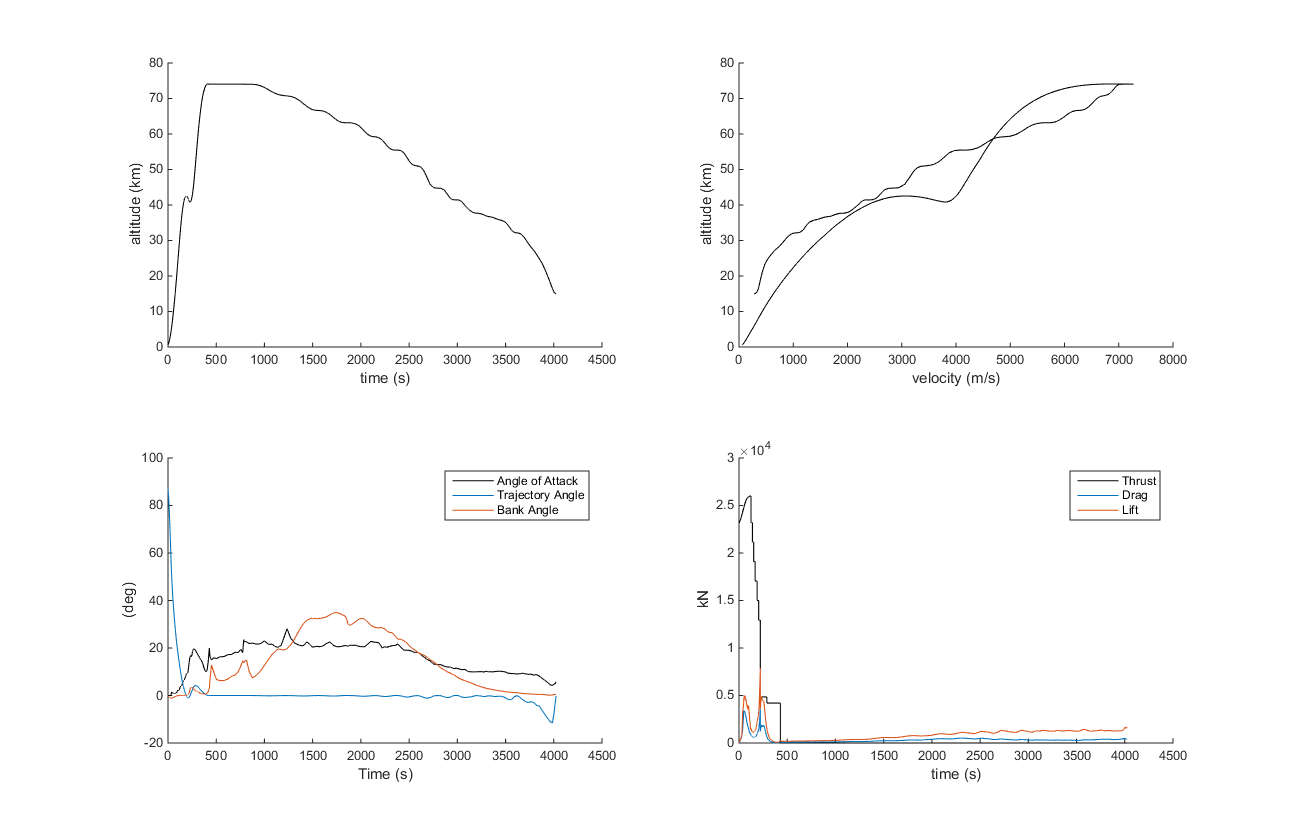 80
70
60
50
40
30
20
10
0
altitude (km)
0 500 1000 1500 2000 2500 3000 3500 4000 4500
time (s)
80
70
60
50
40
30
20
10
0
altitude (km)
0 1000 2000 3000 4000 5000 6000 7000 8000
velocity (m/s)
100
80
60
40
20
0
-20
(deg)
Angle of Attack
Trajectory Angle
Bank Angle
0 500 1000 1500 2000 2500 3000 3500 4000 4500
Time (s)
×10⁴
3
2.5
2
1.5
1
0.5
0
kN
Thrust
Drag
Lift
0 500 1000 1500 2000 2500 3000 3500 4000 4500
time (s)